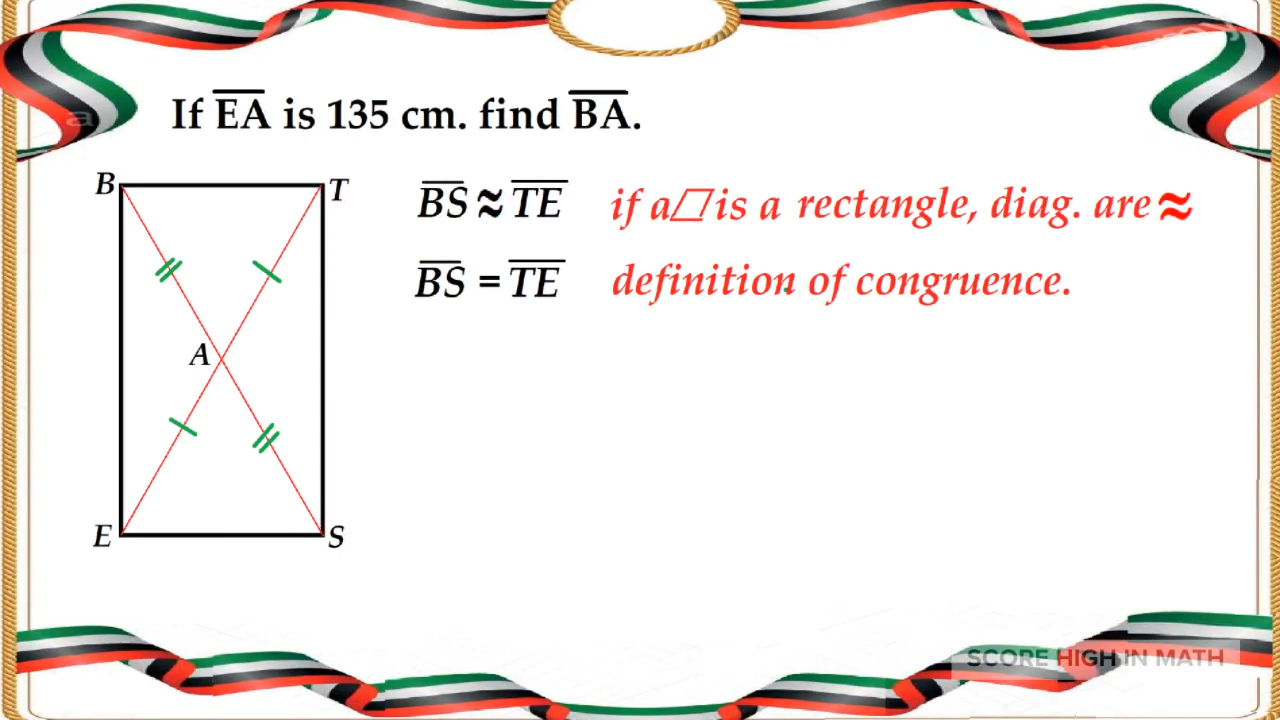 If EA is 135 cm. find BA.
B
T
BS ≈ TE if a▱is a rectangle, diag. are ≈
BS = TE definition of congruence.
A
E
S
SCORE HIGH IN MATH